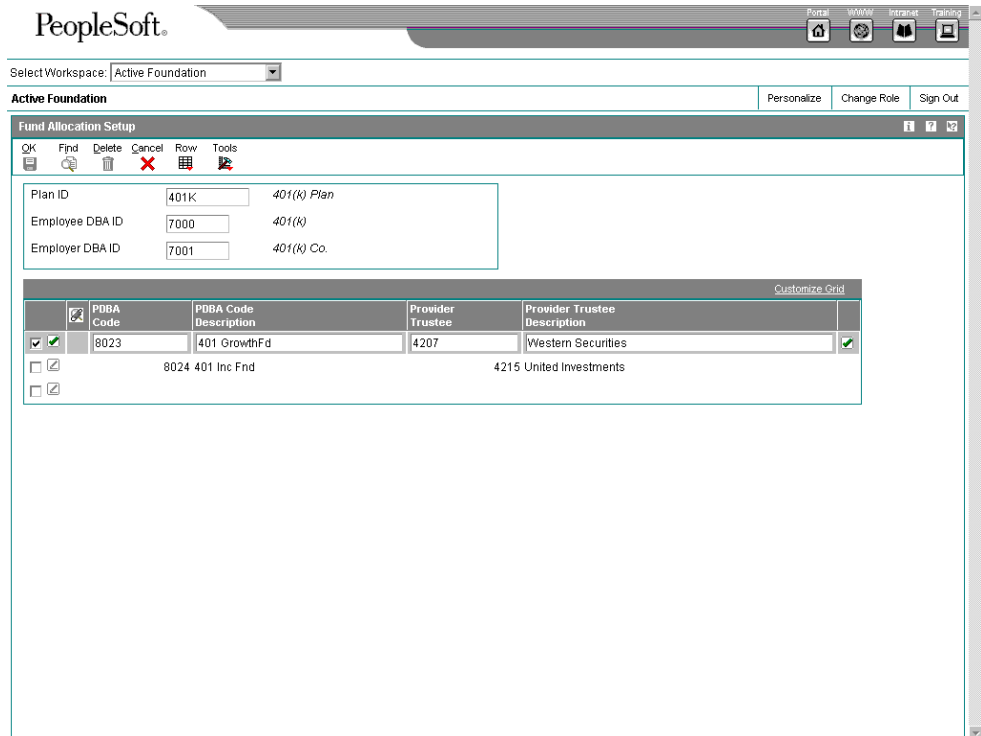 Portal WWW Intranet Training
PeopleSoft.
Select Workspace: Active Foundation
Active Foundation Personalize Change Role Sign Out
Fund Allocation Setup i ? ?
OK Find Delete Cancel Row Tools
Plan ID 401K 401(k) Plan
Employee DBA ID 7000 401(k)
Employer DBA ID 7001 401(k) Co.
Customize Grid
PDBA Code PDBA Code Description Provider Trustee Provider Trustee Description
8023 401 GrowthFd 4207 Western Securities
8024 401 Inc Fnd 4215 United Investments